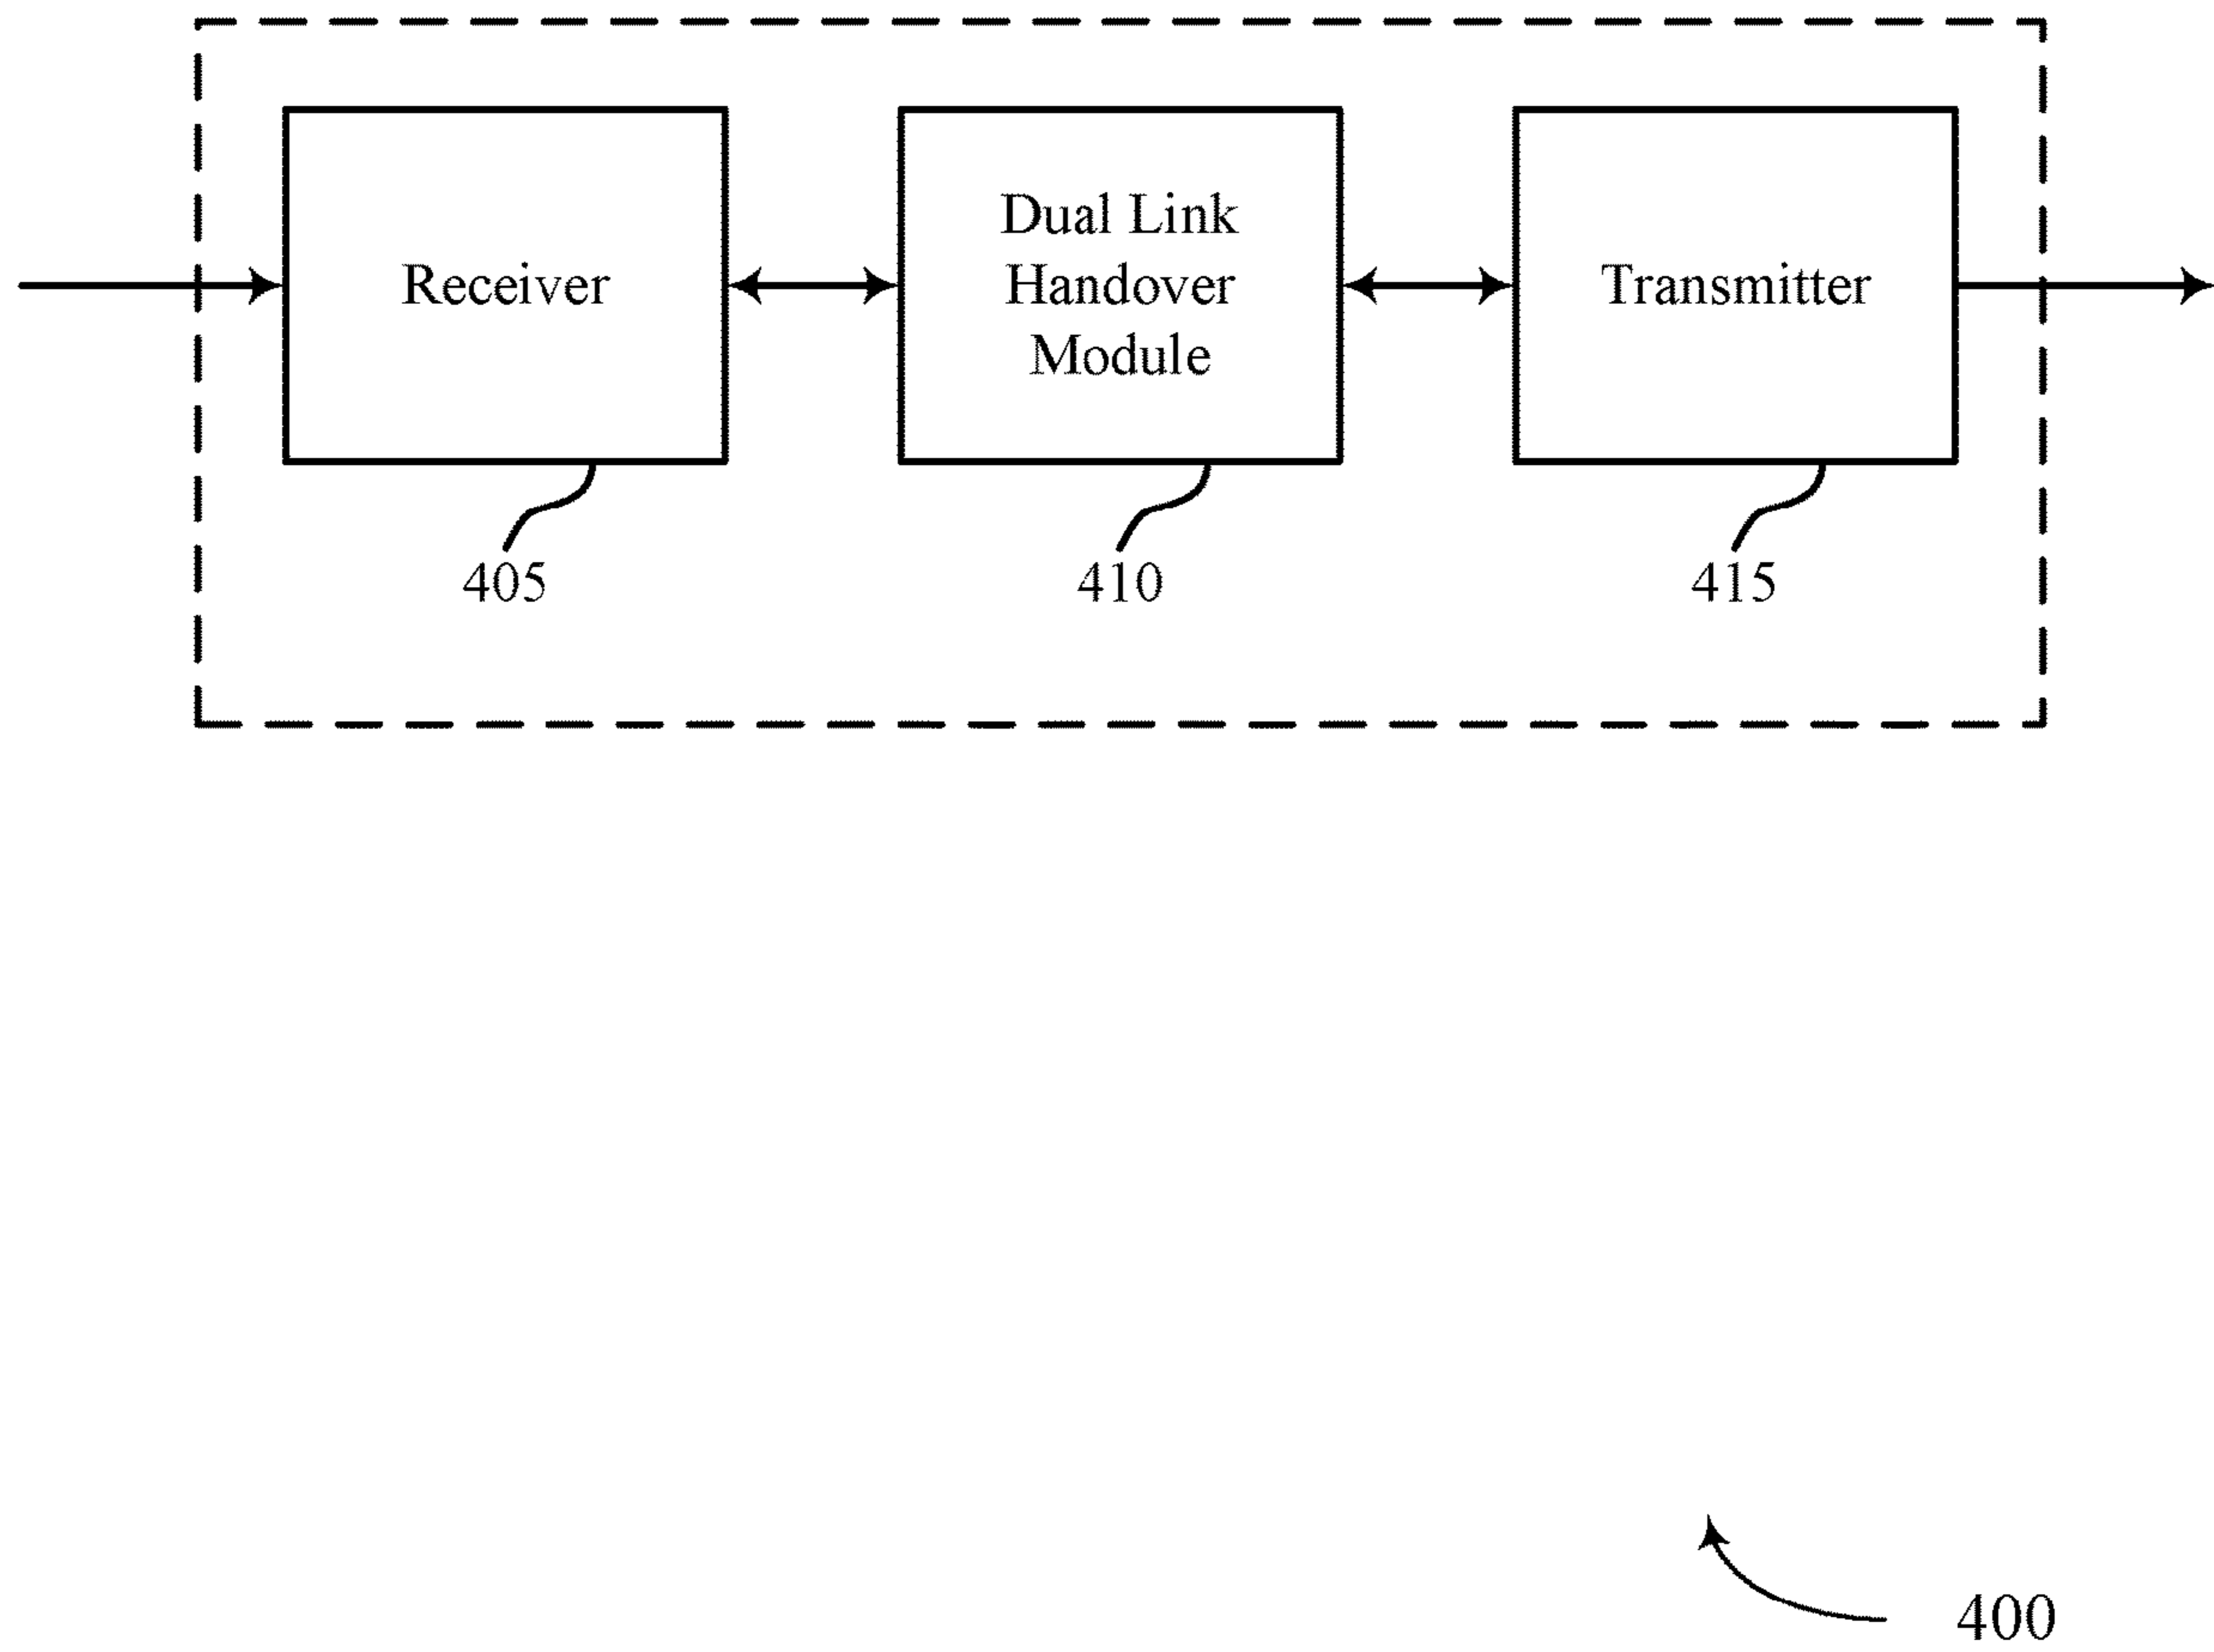 Receiver
Dual Link
Handover
Module
Transmitter
405
410
415
400